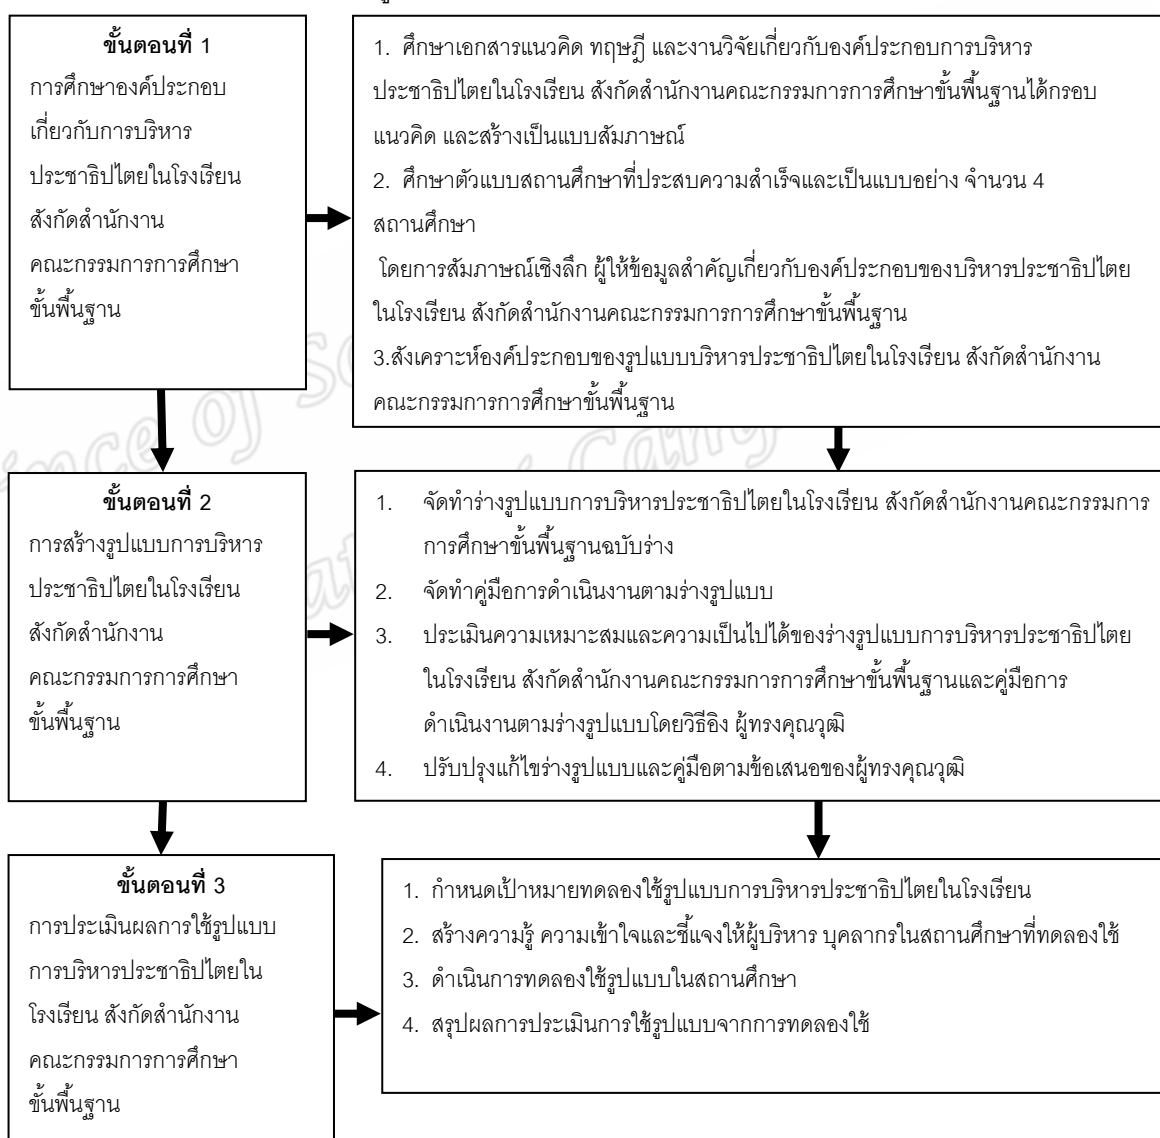 ขั้นตอนที่ 1
การศึกษาองค์ประกอบ
เกี่ยวกับการบริหาร
ประชาธิปไตยในโรงเรียน
สังกัดสำนักงาน
คณะกรรมการการศึกษา
ขั้นพื้นฐาน
1. ศึกษาเอกสารแนวคิด ทฤษฎี และงานวิจัยเกี่ยวกับองค์ประกอบการบริหาร
ประชาธิปไตยในโรงเรียน สังกัดสำนักงานคณะกรรมการการศึกษาขั้นพื้นฐานได้กรอบ
แนวคิด และสร้างเป็นแบบสัมภาษณ์
2. ศึกษาตัวแบบสถานศึกษาที่ประสบความสำเร็จและเป็นแบบอย่าง จำนวน 4
สถานศึกษา
โดยการสัมภาษณ์เชิงลึก ผู้ให้ข้อมูลสำคัญเกี่ยวกับองค์ประกอบของบริหารประชาธิปไตย
ในโรงเรียน สังกัดสำนักงานคณะกรรมการการศึกษาขั้นพื้นฐาน
3.สังเคราะห์องค์ประกอบของรูปแบบบริหารประชาธิปไตยในโรงเรียน สังกัดสำนักงาน
คณะกรรมการการศึกษาขั้นพื้นฐาน
ขั้นตอนที่ 2
การสร้างรูปแบบการบริหาร
ประชาธิปไตยในโรงเรียน
สังกัดสำนักงาน
คณะกรรมการการศึกษา
ขั้นพื้นฐาน
1. จัดทำร่างรูปแบบการบริหารประชาธิปไตยในโรงเรียน สังกัดสำนักงานคณะกรรมการ
การศึกษาขั้นพื้นฐานฉบับร่าง
2. จัดทำคู่มือการดำเนินงานตามร่างรูปแบบ
3. ประเมินความเหมาะสมและความเป็นไปได้ของร่างรูปแบบการบริหารประชาธิปไตย
ในโรงเรียน สังกัดสำนักงานคณะกรรมการการศึกษาขั้นพื้นฐานและคู่มือการ
ดำเนินงานตามร่างรูปแบบโดยวิธีอิง ผู้ทรงคุณวุฒิ
4. ปรับปรุงแก้ไขร่างรูปแบบและคู่มือตามข้อเสนอของผู้ทรงคุณวุฒิ
ขั้นตอนที่ 3
การประเมินผลการใช้รูปแบบ
การบริหารประชาธิปไตยใน
โรงเรียน สังกัดสำนักงาน
คณะกรรมการการศึกษา
ขั้นพื้นฐาน
1. กำหนดเป้าหมายทดลองใช้รูปแบบการบริหารประชาธิปไตยในโรงเรียน
2. สร้างความรู้ ความเข้าใจและชี้แจงให้ผู้บริหาร บุคลากรในสถานศึกษาที่ทดลองใช้
3. ดำเนินการทดลองใช้รูปแบบในสถานศึกษา
4. สรุปผลการประเมินการใช้รูปแบบจากการทดลองใช้